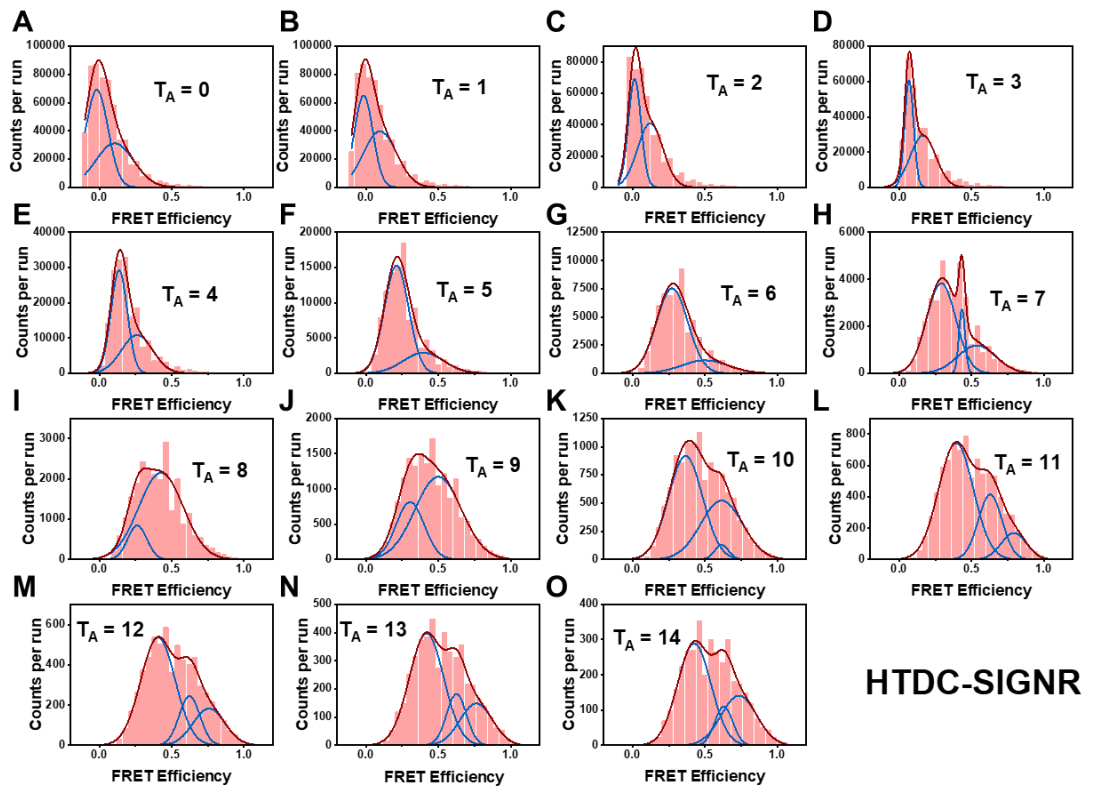 A
B
C
D
Counts per run
100000
80000
60000
40000
20000
0
T_A = 0
0.0
0.5
1.0
FRET Efficiency
Counts per run
100000
80000
60000
40000
20000
0
T_A = 1
0.0
0.5
1.0
FRET Efficiency
Counts per run
80000
60000
40000
20000
0
T_A = 2
0.0
0.5
1.0
FRET Efficiency
Counts per run
80000
60000
40000
20000
0
T_A = 3
0.0
0.5
1.0
FRET Efficiency
E
F
G
H
Counts per run
40000
30000
20000
10000
0
T_A = 4
0.0
0.5
1.0
FRET Efficiency
Counts per run
20000
15000
10000
5000
0
T_A = 5
0.0
0.5
1.0
FRET Efficiency
Counts per run
12500
10000
7500
5000
2500
0
T_A = 6
0.0
0.5
1.0
FRET Efficiency
Counts per run
6000
4000
2000
0
T_A = 7
0.0
0.5
1.0
FRET Efficiency
I
J
K
L
Counts per run
3000
2000
1000
0
T_A = 8
0.0
0.5
1.0
FRET Efficiency
Counts per run
2000
1500
1000
500
0
T_A = 9
0.0
0.5
1.0
FRET Efficiency
Counts per run
1250
1000
750
500
250
0
T_A = 10
0.0
0.5
1.0
FRET Efficiency
Counts per run
800
600
400
200
0
T_A = 11
0.0
0.5
1.0
FRET Efficiency
M
N
O
Counts per run
600
400
200
0
T_A = 12
0.0
0.5
1.0
FRET Efficiency
Counts per run
500
400
300
200
100
0
T_A = 13
0.0
0.5
1.0
FRET Efficiency
Counts per run
400
300
200
100
0
T_A = 14
0.0
0.5
1.0
FRET Efficiency
HTDC-SIGNR